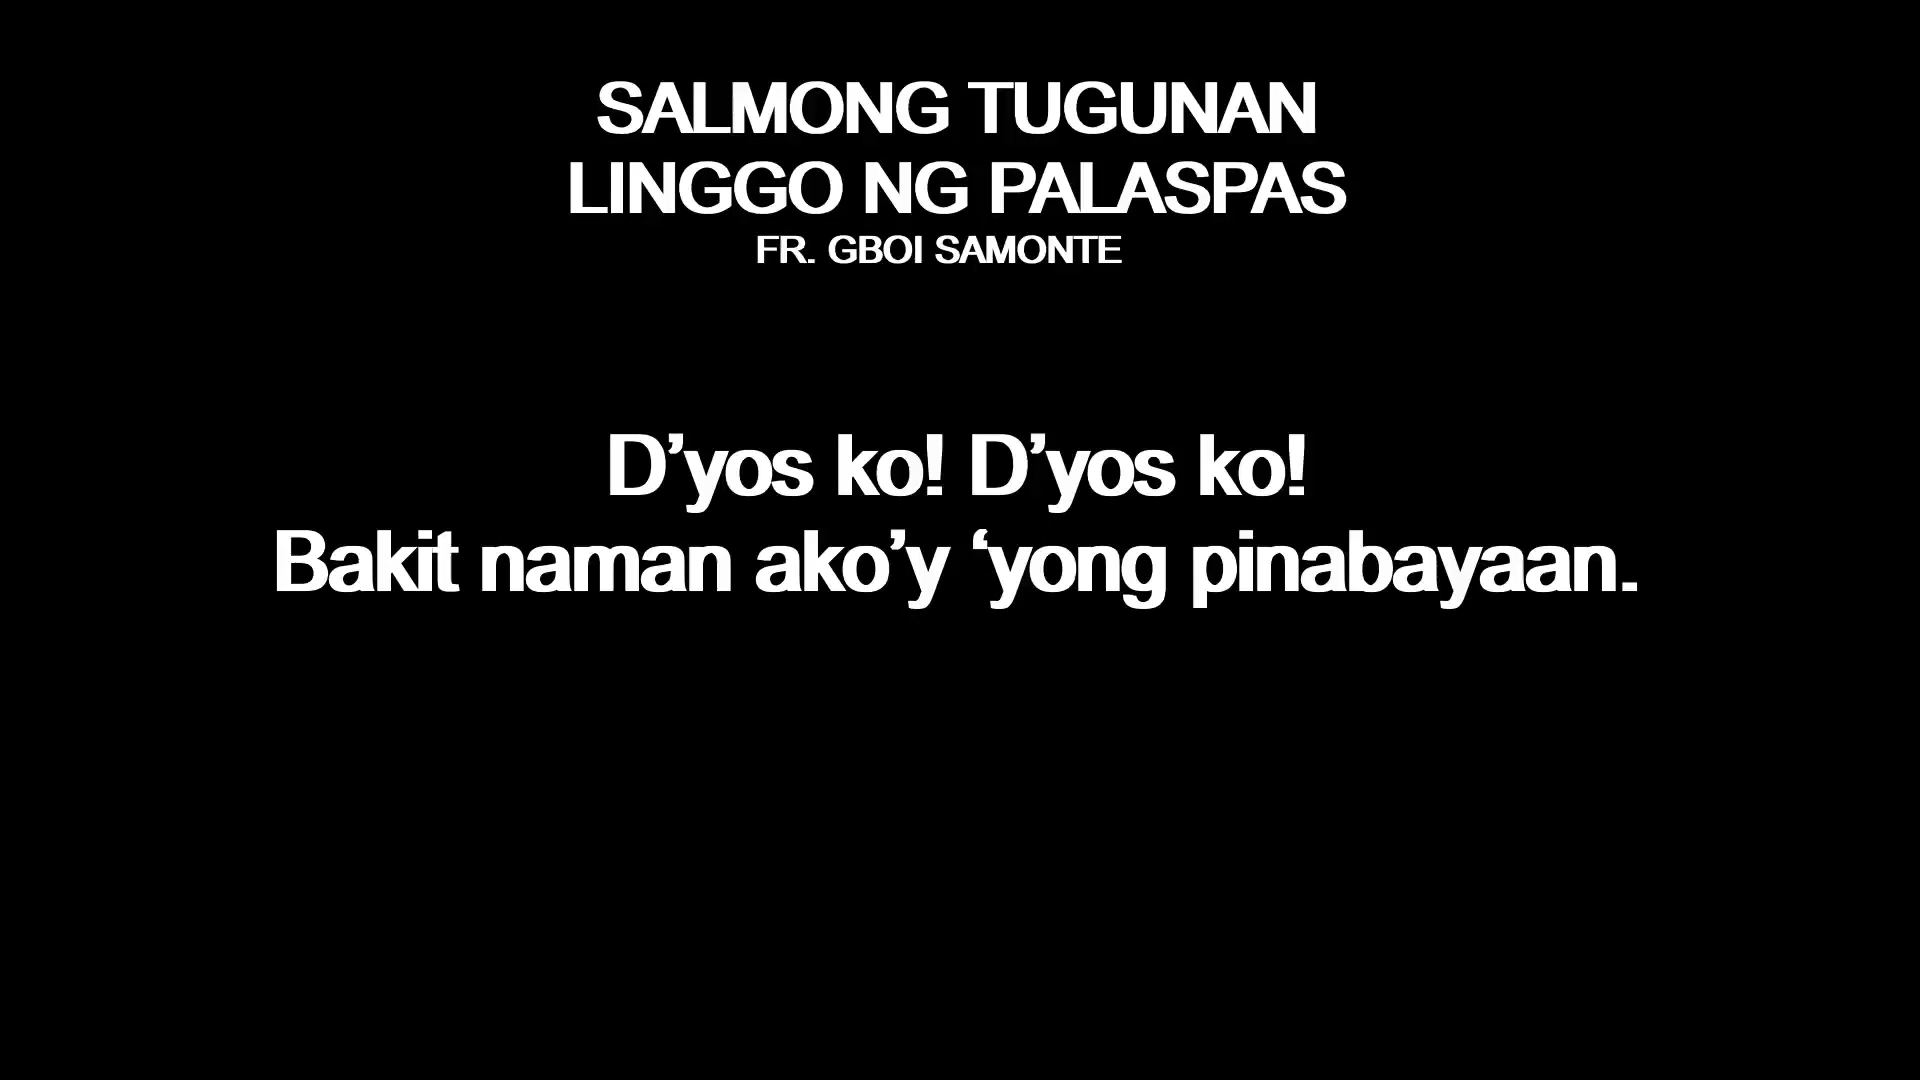 SALMONG TUGUNAN
LINGGO NG PALASPAS
FR. GBOI SAMONTE
D’yos ko! D’yos ko!
Bakit naman ako’y ‘yong pinabayaan.